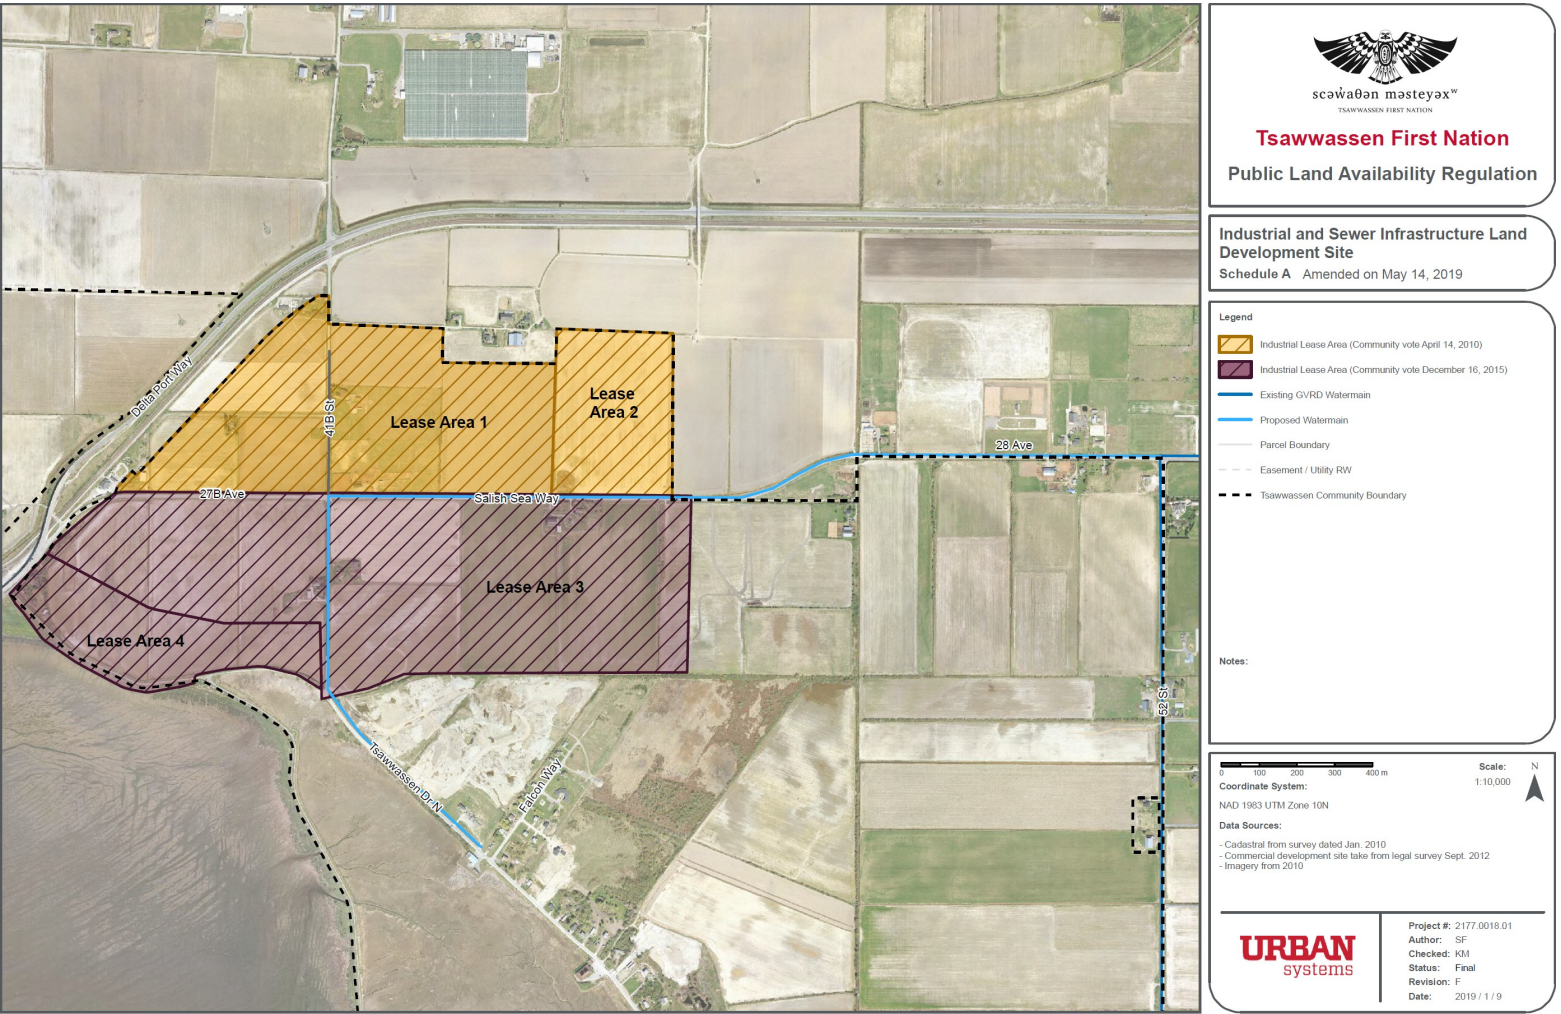 scəw̓aθən məsteyəxʷ
TSAWWASSEN FIRST NATION
Tsawwassen First Nation
Public Land Availability Regulation
Industrial and Sewer Infrastructure Land
Development Site
Schedule A Amended on May 14, 2019
Legend
Industrial Lease Area (Community vote April 14, 2010)
Industrial Lease Area (Community vote December 16, 2015)
Existing GVRD Watermain
Proposed Watermain
Parcel Boundary
Easement / Utility RW
Tsawwassen Community Boundary
Notes:
0 100 200 300 400 m
Scale:
1:10,000
N
Coordinate System:
NAD 1983 UTM Zone 10N
Data Sources:
- Cadastral from survey dated Jan. 2010
- Commercial development site take from legal survey Sept. 2012
- Imagery from 2010
URBAN
systems
Project #: 2177.0018.01
Author: SF
Checked: KM
Status: Final
Revision: F
Date: 2019 / 1 / 9
Delta Port Way
41B St
Lease Area 1
Lease
Area 2
28 Ave
27B Ave
Salish Sea Way
Lease Area 3
Lease Area 4
52 St
Tsawwassen Dr N
Falcon Way